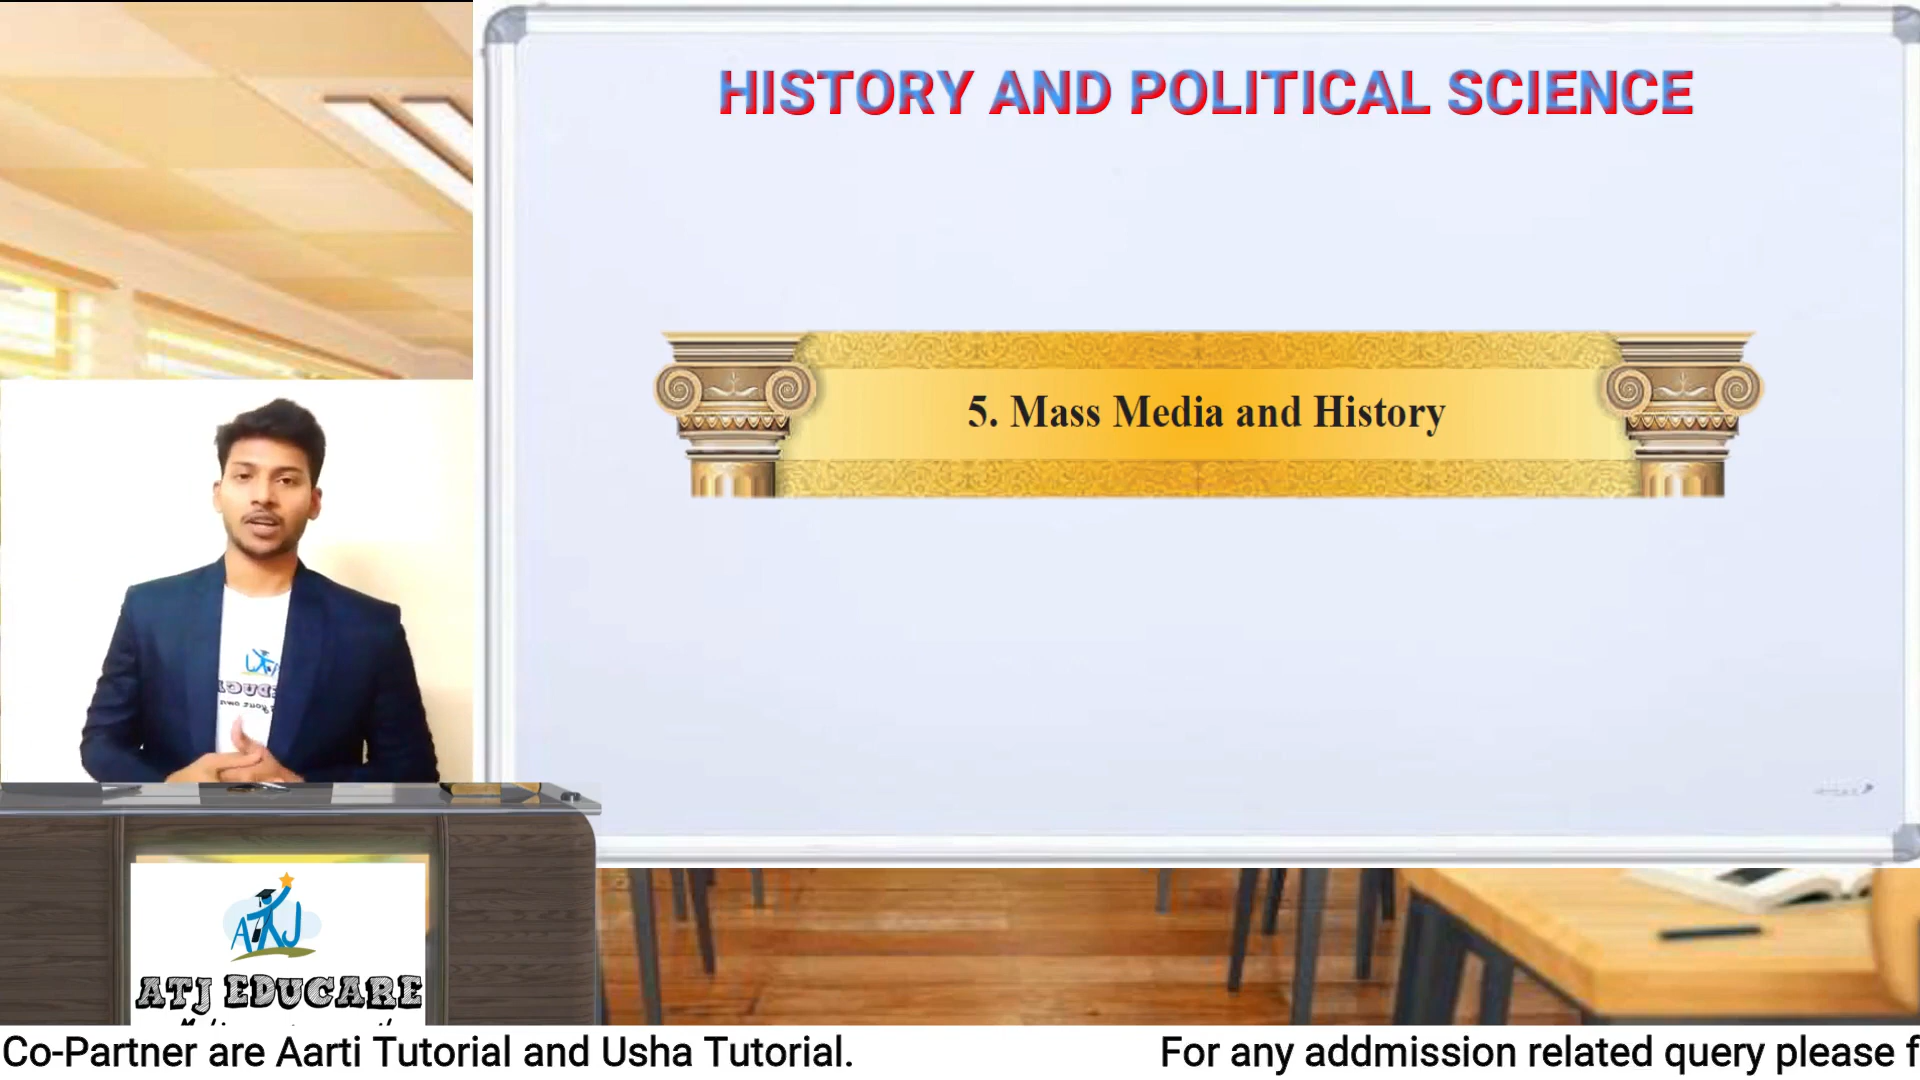 HISTORY AND POLITICAL SCIENCE
5. Mass Media and History
ATJ
ATJ EDUCARE
Co-Partner are Aarti Tutorial and Usha Tutorial.
For any addmission related query please f